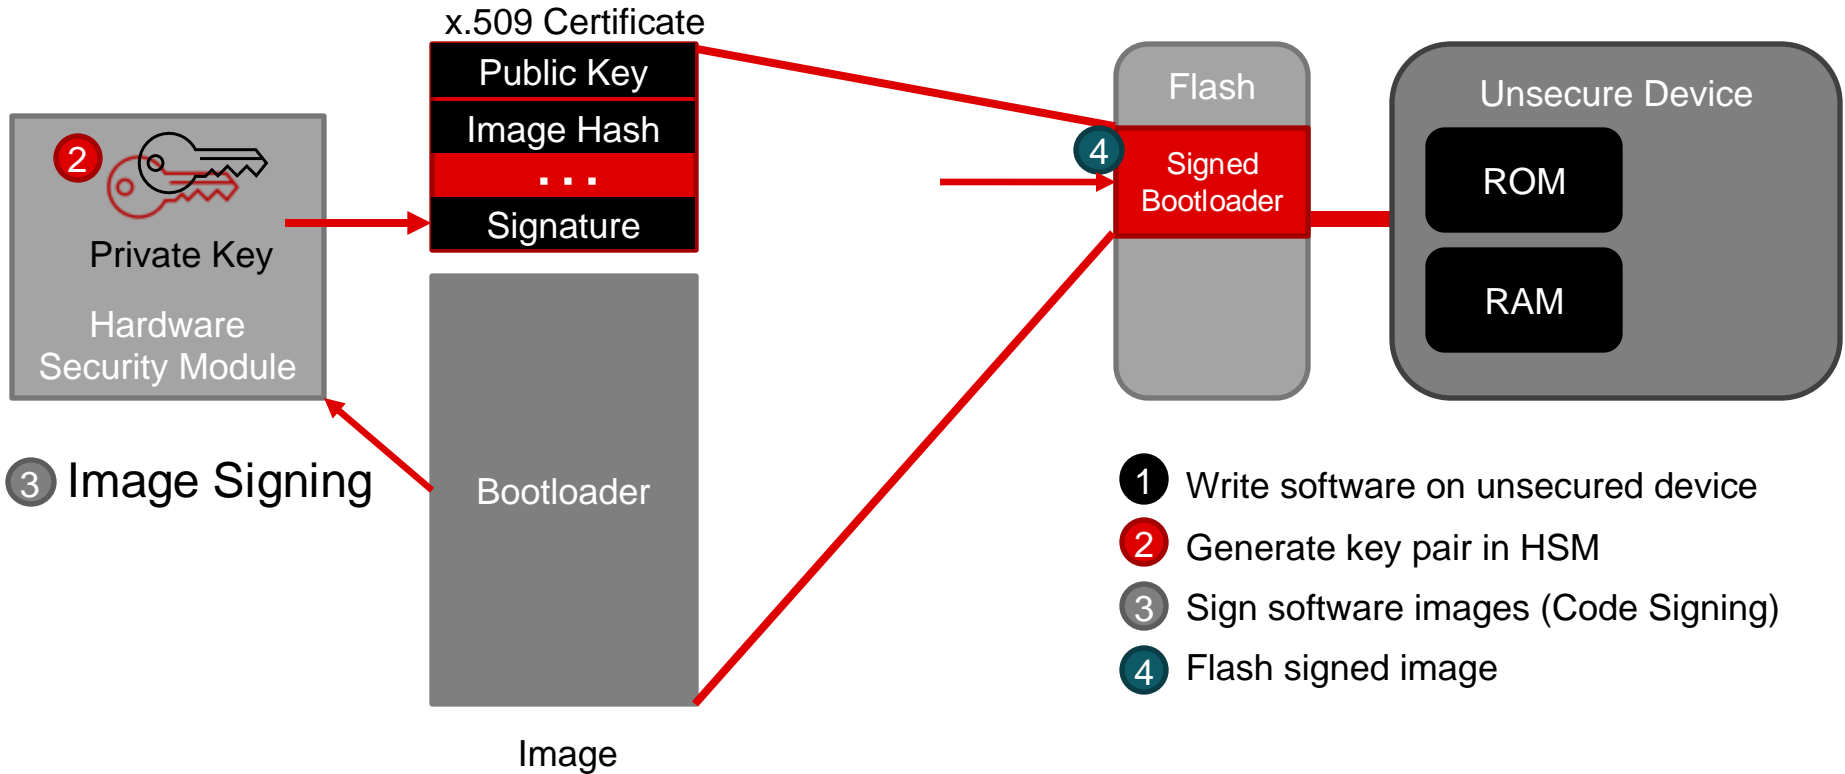 x.509 Certificate
Public Key
Image Hash
...
Signature
2
Private Key
Hardware
Security Module
3 Image Signing
Bootloader
Image
Flash
4
Signed
Bootloader
Unsecure Device
ROM
RAM
1 Write software on unsecured device
2 Generate key pair in HSM
3 Sign software images (Code Signing)
4 Flash signed image